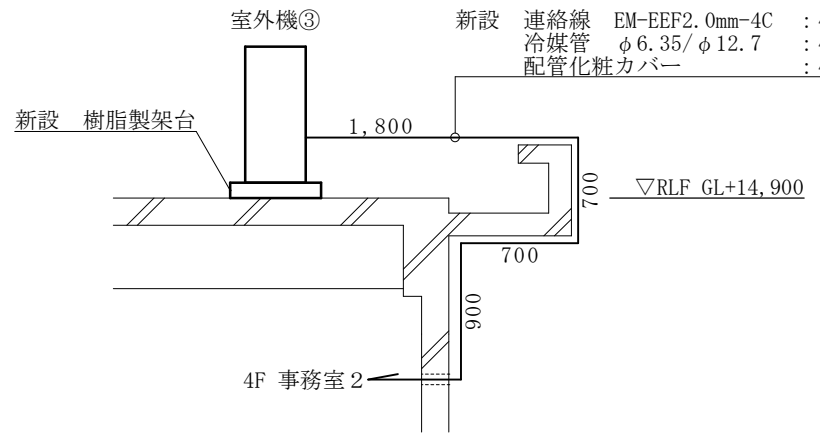 室外機③
新設 連絡線 EM-EEF2.0mm-4C :
冷媒管 φ6.35/φ12.7 :
配管化粧カバー :
新設 樹脂製架台
1,800
700
▽RLF GL+14,900
700
900
4F 事務室2